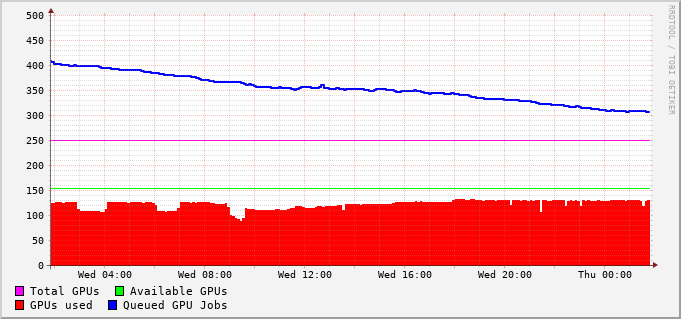 500
450
400
350
300
250
200
150
100
50
0
Wed 04:00 Wed 08:00 Wed 12:00 Wed 16:00 Wed 20:00 Thu 00:00
Total GPUs Available GPUs
GPUs used Queued GPU Jobs
RRDTOOL / TOBI OETIKER